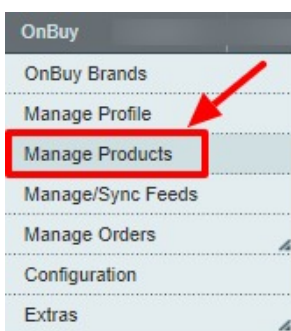 OnBuy
OnBuy Brands
Manage Profile
Manage Products
Manage/Sync Feeds
Manage Orders
Configuration
Extras